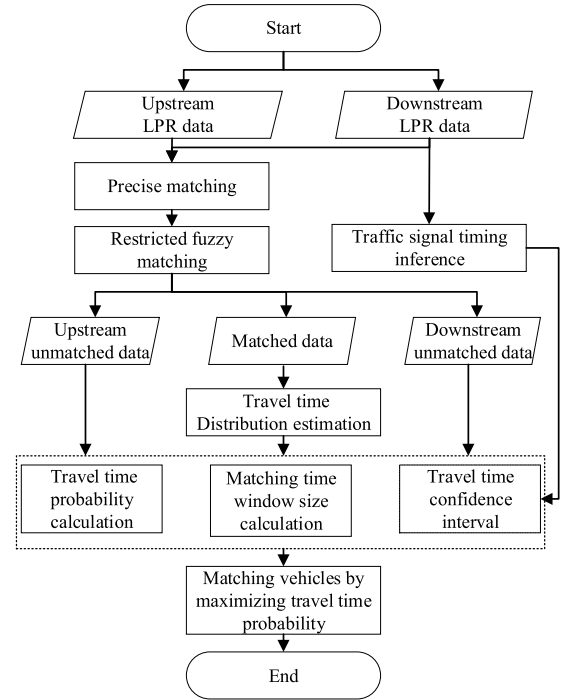 Start
Upstream
LPR data
Downstream
LPR data
Precise matching
Restricted fuzzy
matching
Traffic signal timing
inference
Upstream
unmatched data
Matched data
Downstream
unmatched data
Travel time
Distribution estimation
Travel time
probability
calculation
Matching time
window size
calculation
Travel time
confidence
interval
Matching vehicles by
maximizing travel time
probability
End